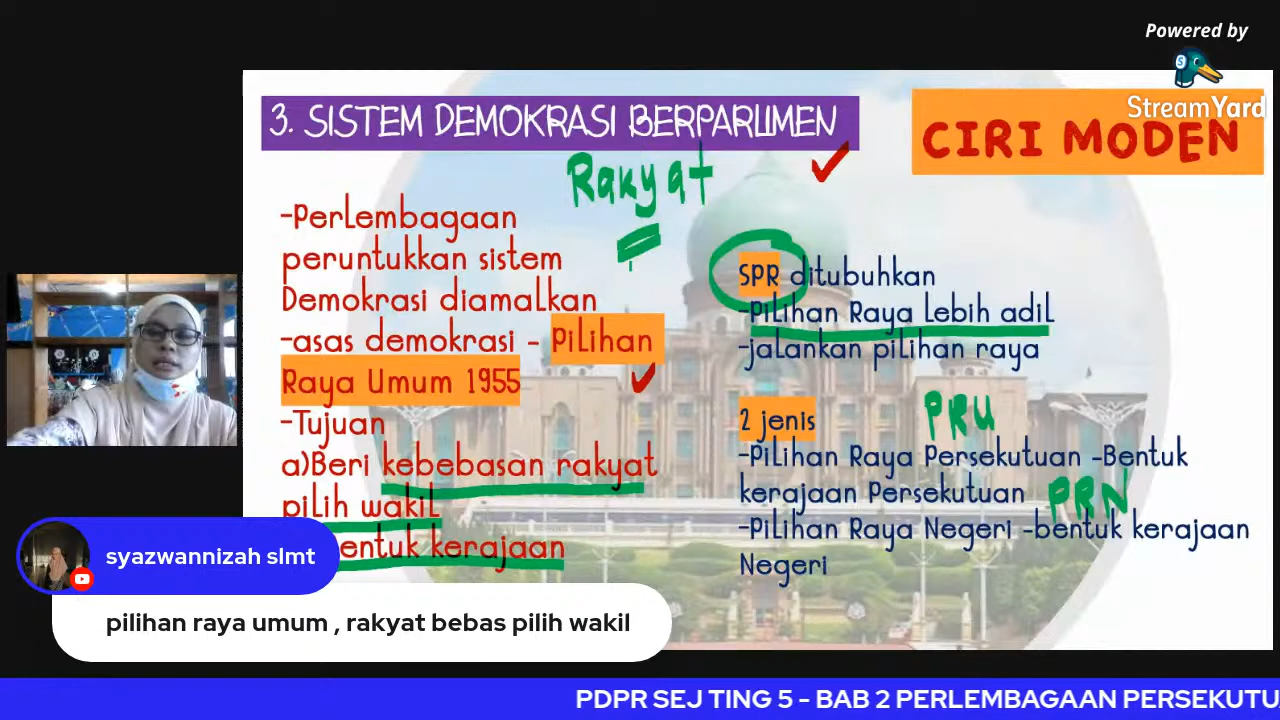 Powered by
StreamYard
3. SISTEM DEMOKRASI BERPARLIMEN
CIRI MODEN
Rakyat
-Perlembagaan
peruntukkan sistem
Demokrasi diamalkan
-asas demokrasi - Pilihan
Raya Umum 1955
-Tujuan
a)Beri kebebasan rakyat
pilih wakil
entuk kerajaan
SPR ditubuhkan
-Pilihan Raya Lebih adil
-jalankan pilihan raya
2 jenis
PRU
-Pilihan Raya Persekutuan -Bentuk
kerajaan Persekutuan
PRN
-Pilihan Raya Negeri -bentuk kerajaan
Negeri
syazwannizah slmt
pilihan raya umum , rakyat bebas pilih wakil
PDPR SEJ TING 5 - BAB 2 PERLEMBAGAAN PERSEKUTU